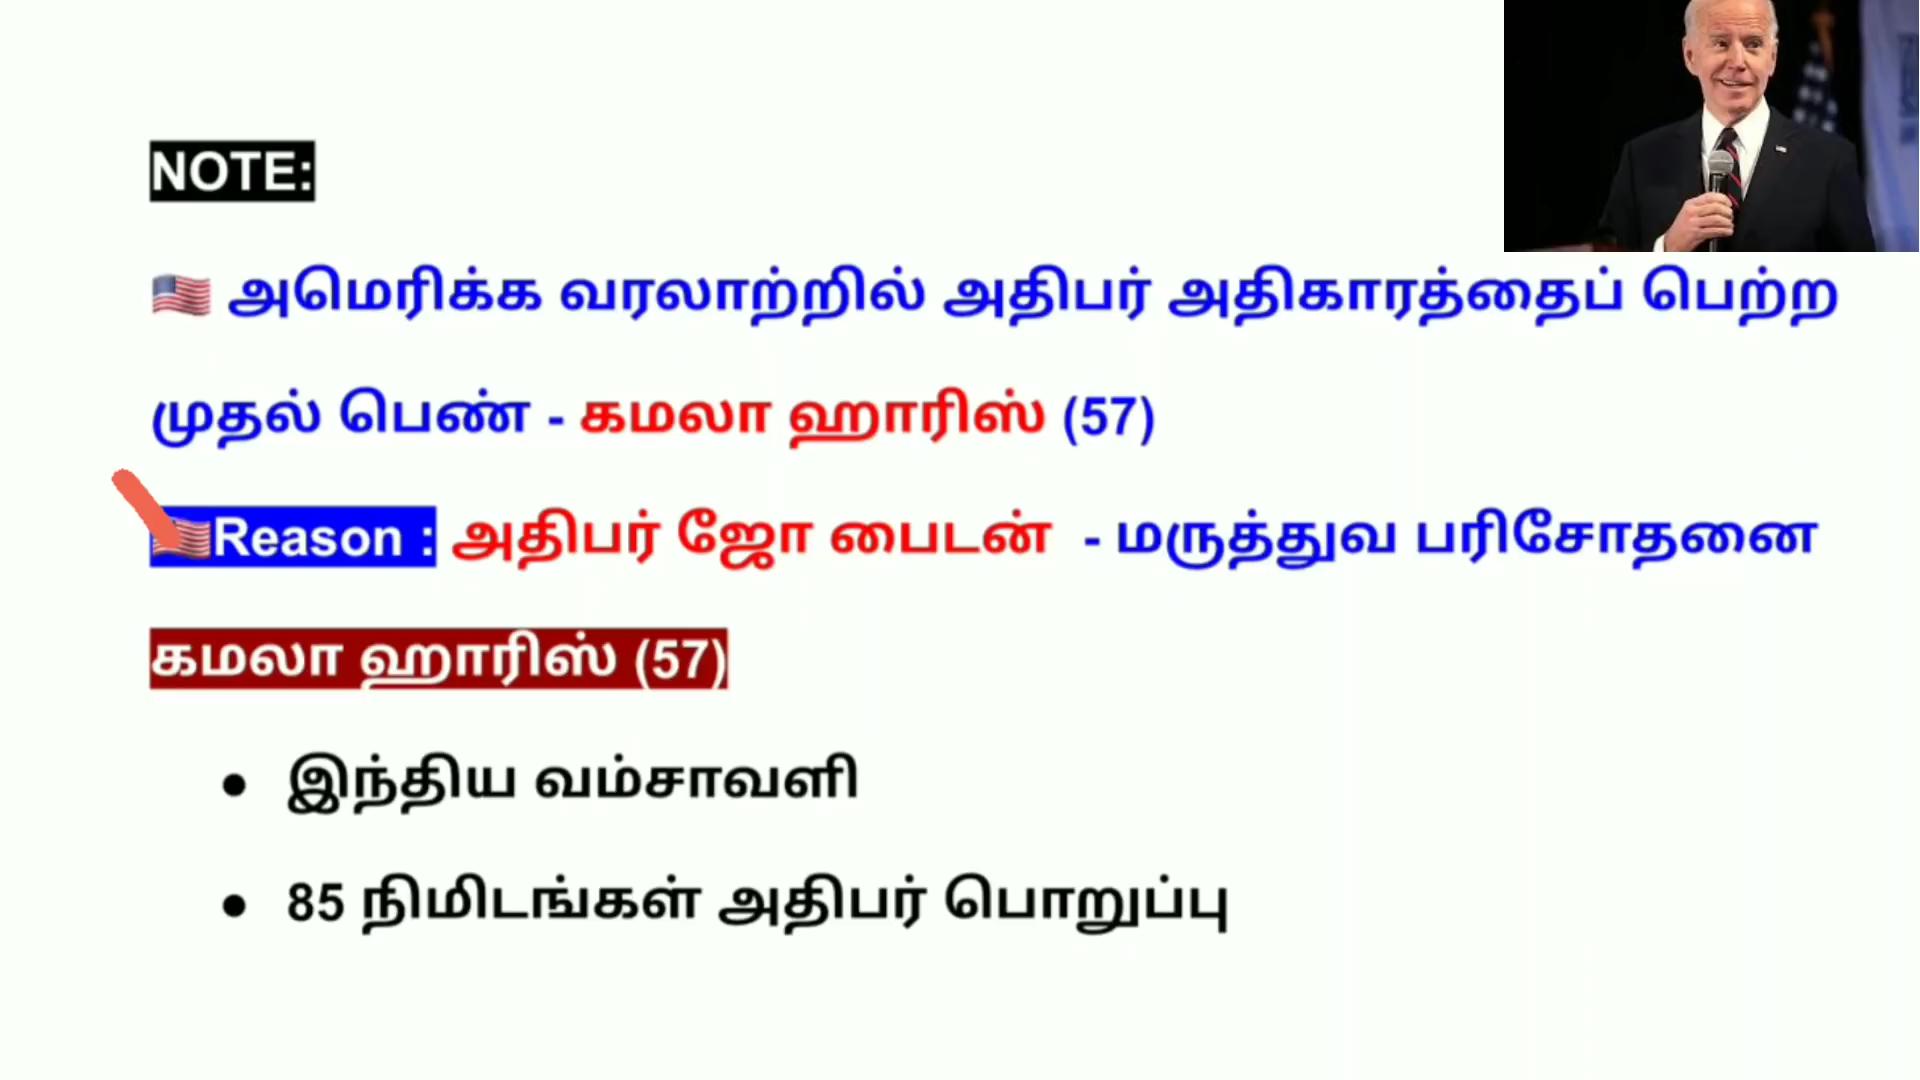 NOTE:
🇺🇸 அமெரிக்க வரலாற்றில் அதிபர் அதிகாரத்தைப் பெற்ற
முதல் பெண் - கமலா ஹாரிஸ் (57)
🇺🇸Reason : அதிபர் ஜோ பைடன் - மருத்துவ பரிசோதனை
கமலா ஹாரிஸ் (57)
● இந்திய வம்சாவளி
● 85 நிமிடங்கள் அதிபர் பொறுப்பு